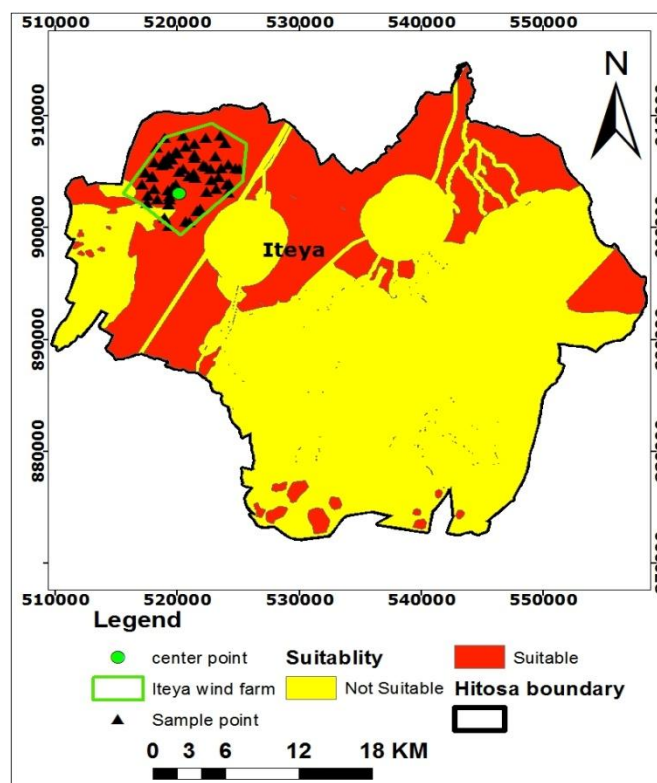 510000 520000 530000 540000 550000
910000
N
900000
Iteya
890000
880000
510000 520000 530000 540000 550000
Legend
center point
Suitablity
Suitable
Iteya wind farm
Not Suitable
Hitosa boundary
Sample point
0 3 6 12 18 KM